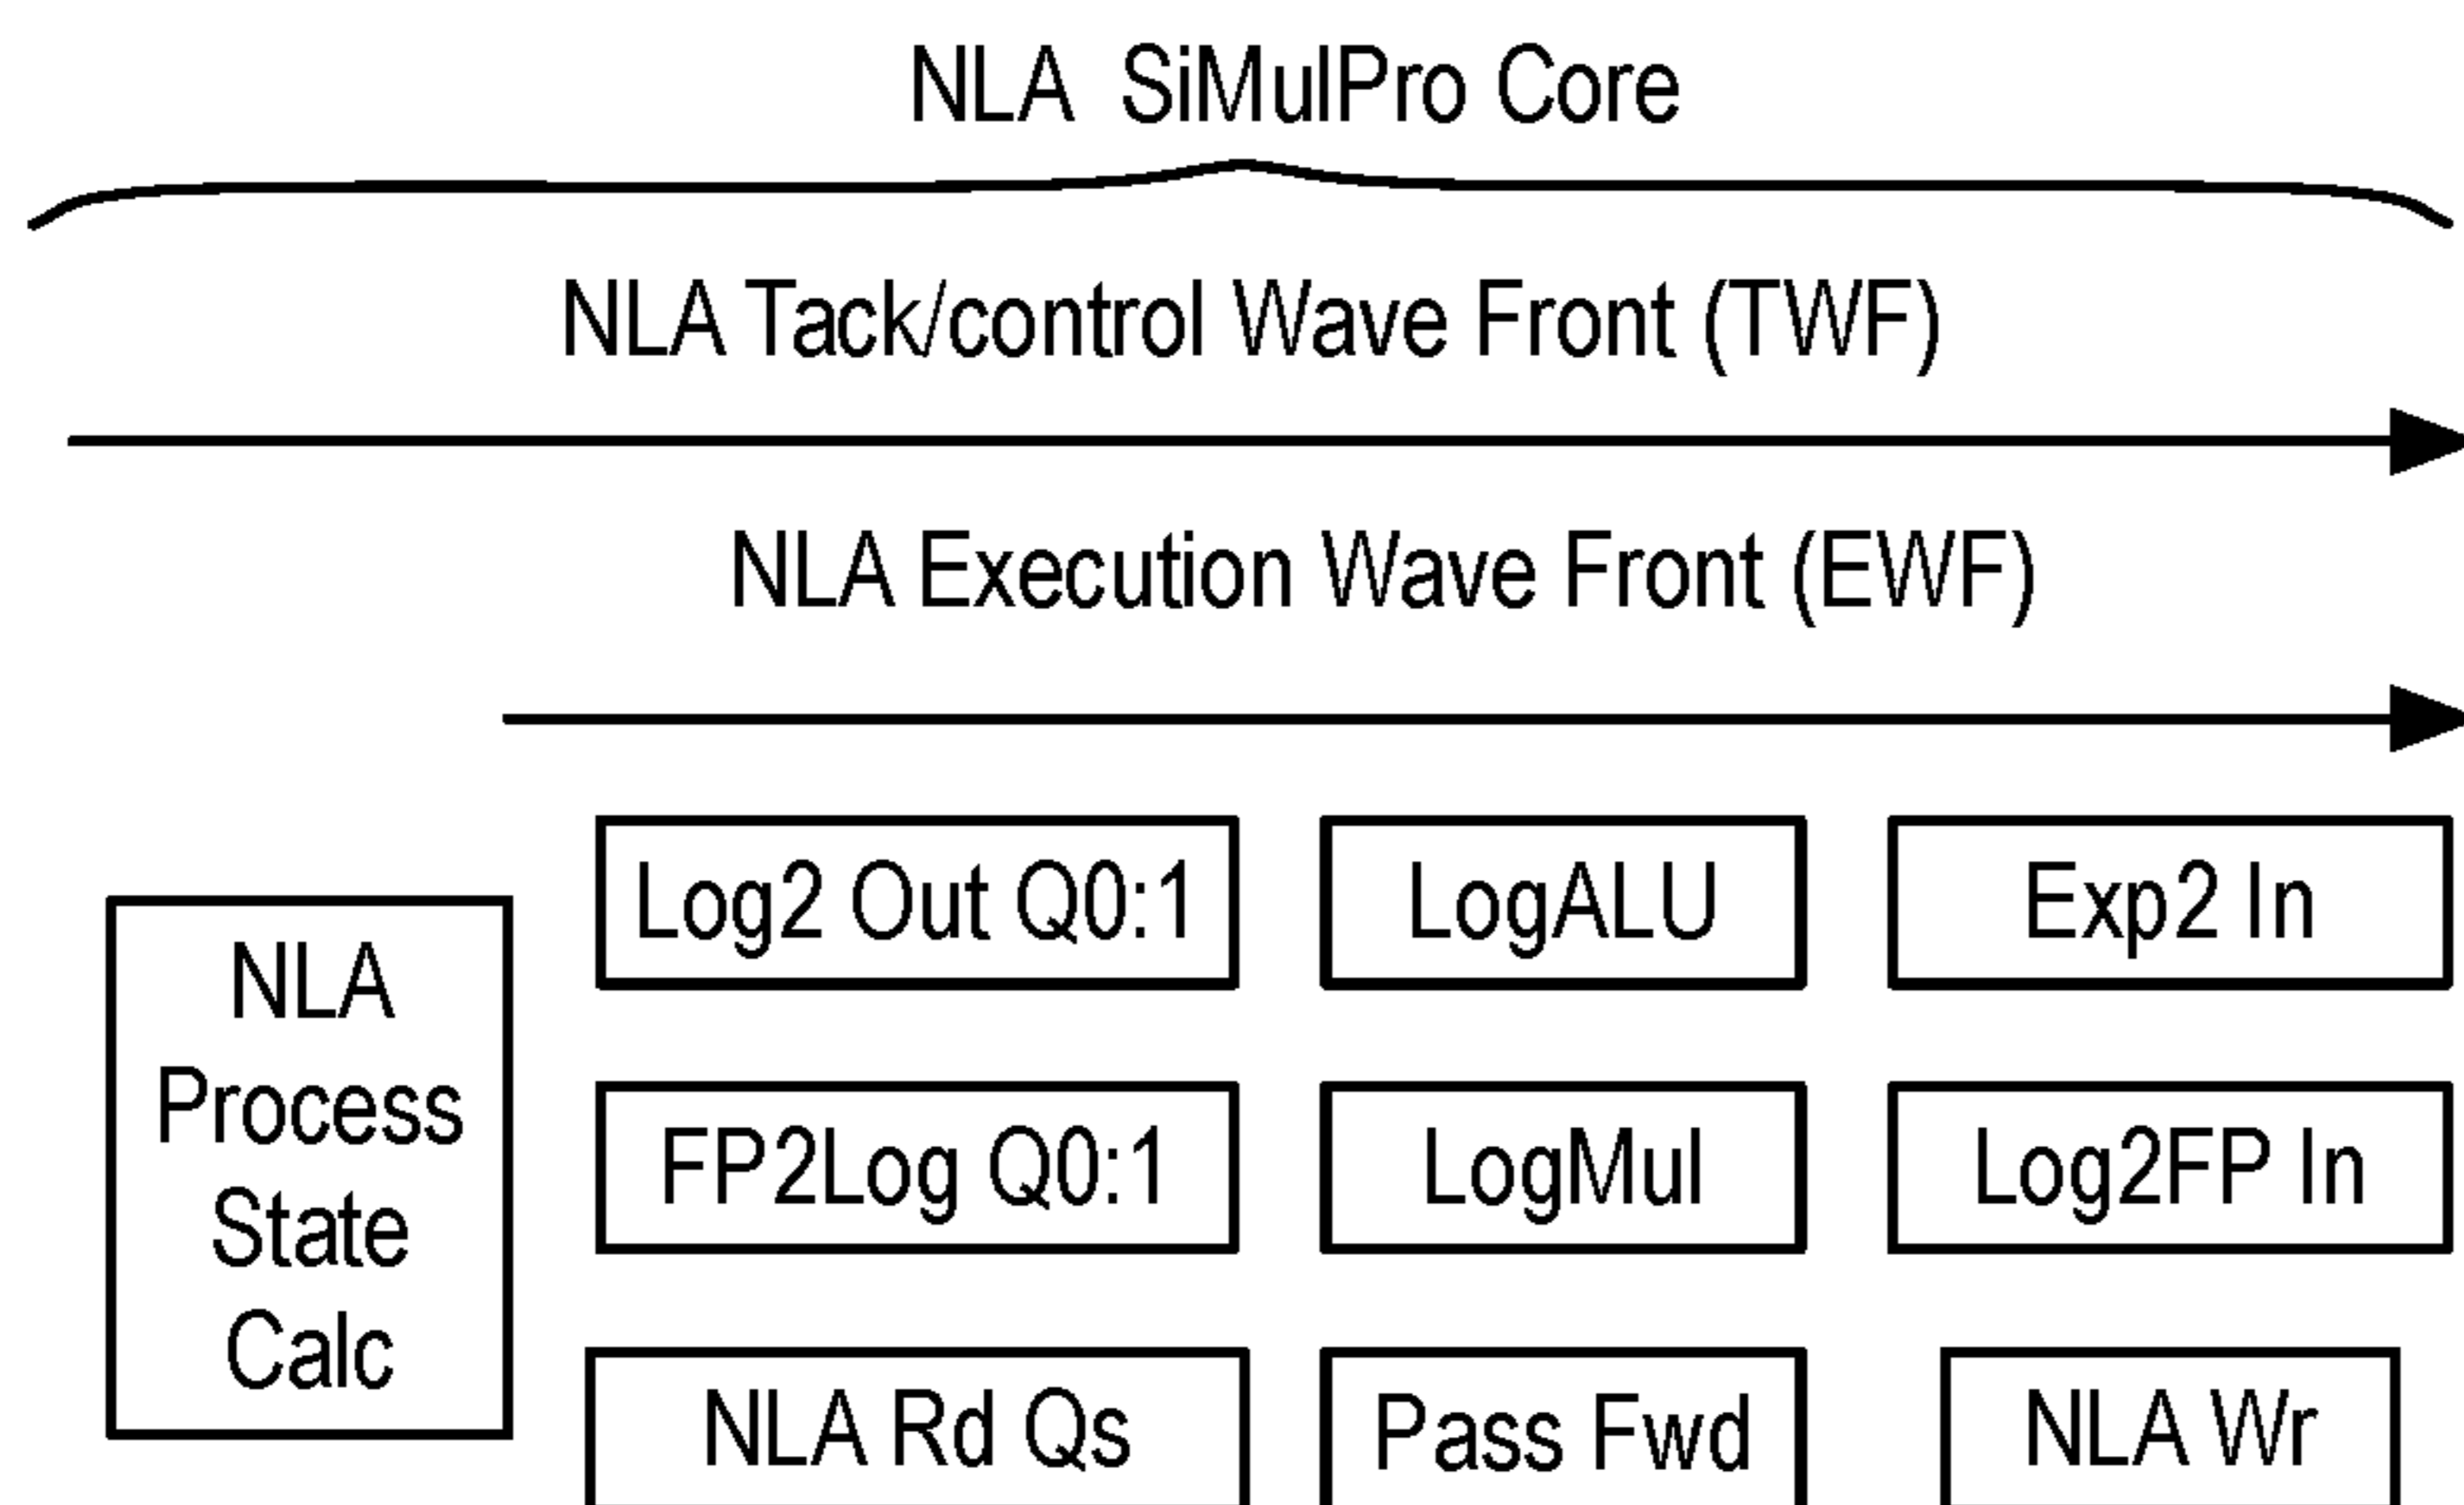 NLA SiMulPro Core
NLA Tack/control Wave Front (TWF)
NLA Execution Wave Front (EWF)
NLA
Process
State
Calc
Log2 Out Q0:1
LogALU
Exp2 In
FP2Log Q0:1
LogMul
Log2FP In
NLA Rd Qs
Pass Fwd
NLA Wr